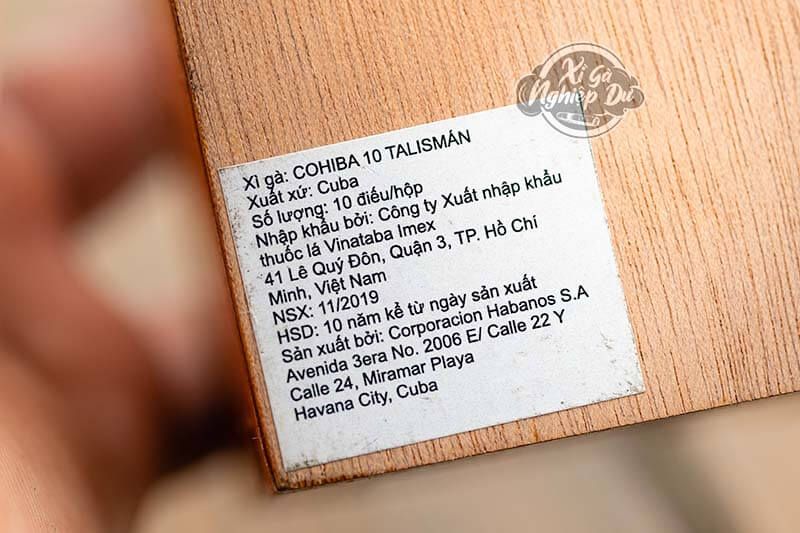 Xì Gà
Nghiệp Dư
Xì gà: COHIBA 10 TALISMÁN
Xuất xứ: Cuba
Số lượng: 10 điếu/hộp
Nhập khẩu bởi: Công ty Xuất nhập khẩu
thuốc lá Vinataba Imex
41 Lê Quý Đôn, Quận 3, TP. Hồ Chí
Minh, Việt Nam
NSX: 11/2019
HSD: 10 năm kể từ ngày sản xuất
Sản xuất bởi: Corporacion Habanos S.A
Avenida 3era No. 2006 E/ Calle 22 Y
Calle 24, Miramar Playa
Havana City, Cuba